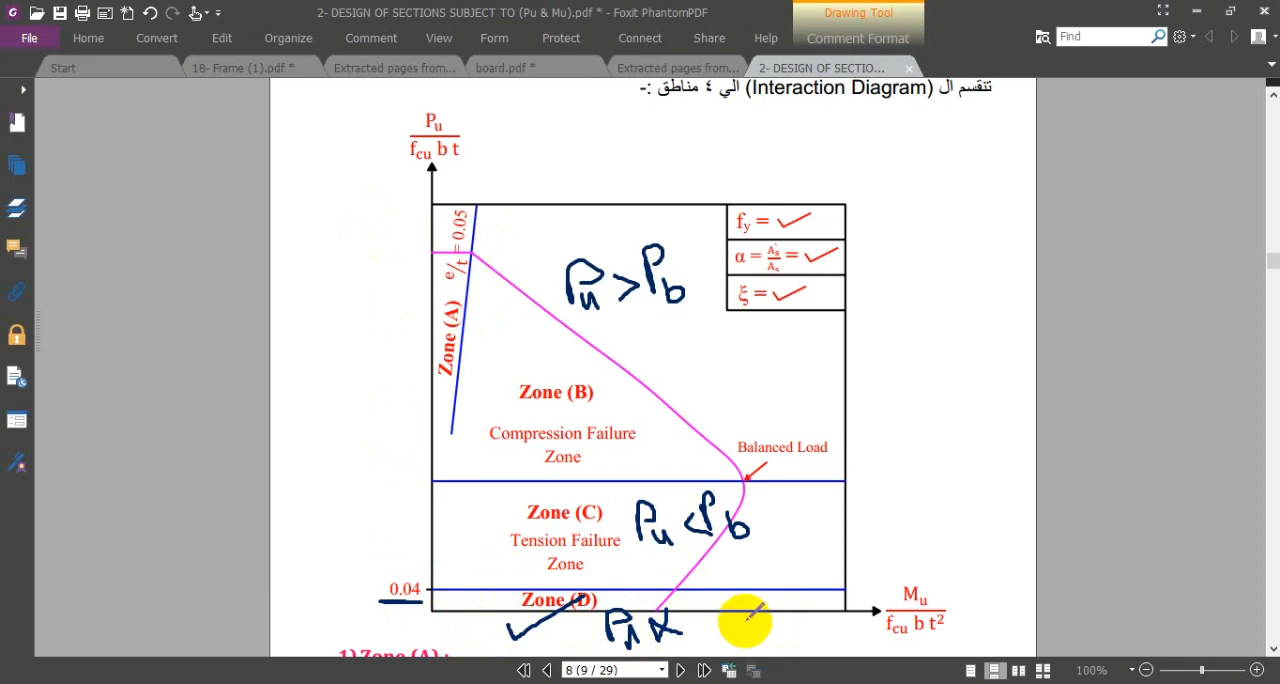 2- DESIGN OF SECTIONS SUBJECT TO (Pu & Mu).pdf * - Foxit PhantomPDF
Drawing Tool
File Home Convert Edit Organize Comment View Form Protect Connect Share Help Comment Format
Find
Start 18- Frame (1).pdf * Extracted pages from... board.pdf * Extracted pages from... 2- DESIGN OF SECTIO...
تنقسم ال (Interaction Diagram) الي ٤ مناطق :-
Pu
fcu b t
e/t = 0.05
Zone (A)
fy = ✓
α = As'/As = ✓
ξ = ✓
Pu > Pb
Zone (B)
Compression Failure
Zone
Balanced Load
Zone (C)
Tension Failure
Zone
Pu < Pb
0.04
Zone (D)
Mu
fcu b t²
1) Zone (A) :
8 (9 / 29)
100%